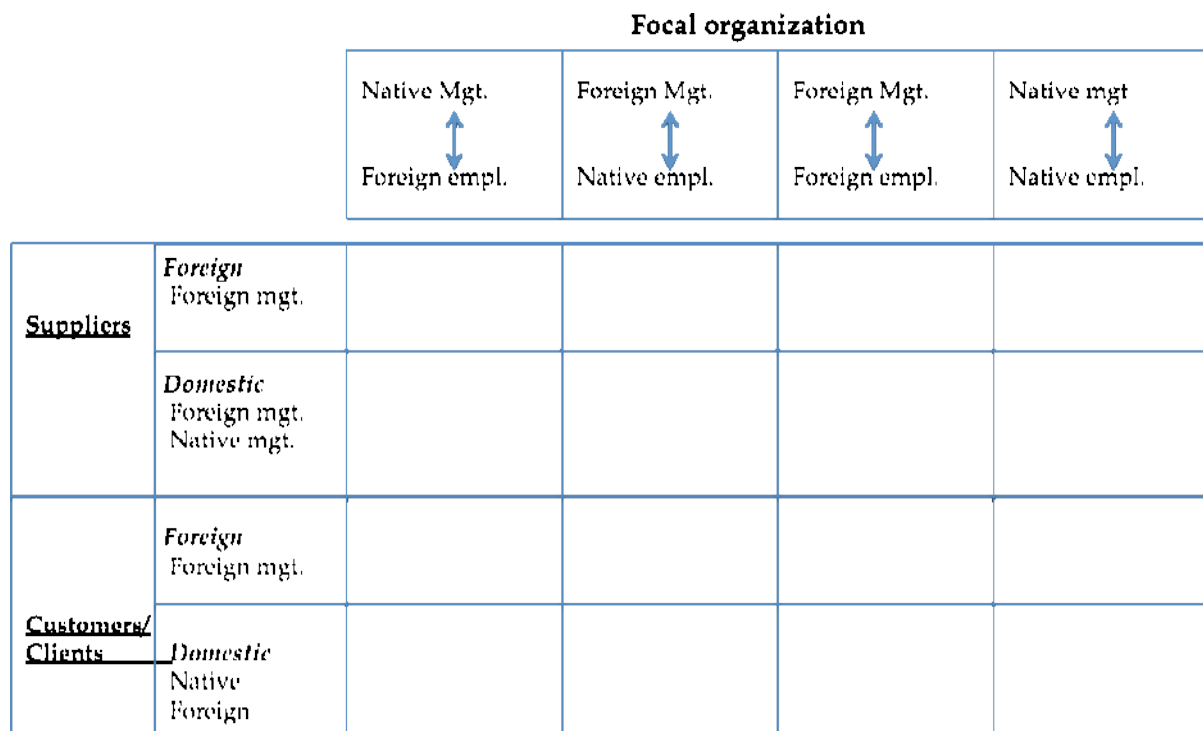 Focal organization
Native Mgt. Foreign Mgt. Foreign Mgt. Native mgt
Foreign empl. Native empl. Foreign empl. Native empl.
Foreign
Foreign mgt.
Suppliers
Domestic
Foreign mgt.
Native mgt.
Foreign
Foreign mgt.
Customers/
Clients Domestic
Native
Foreign